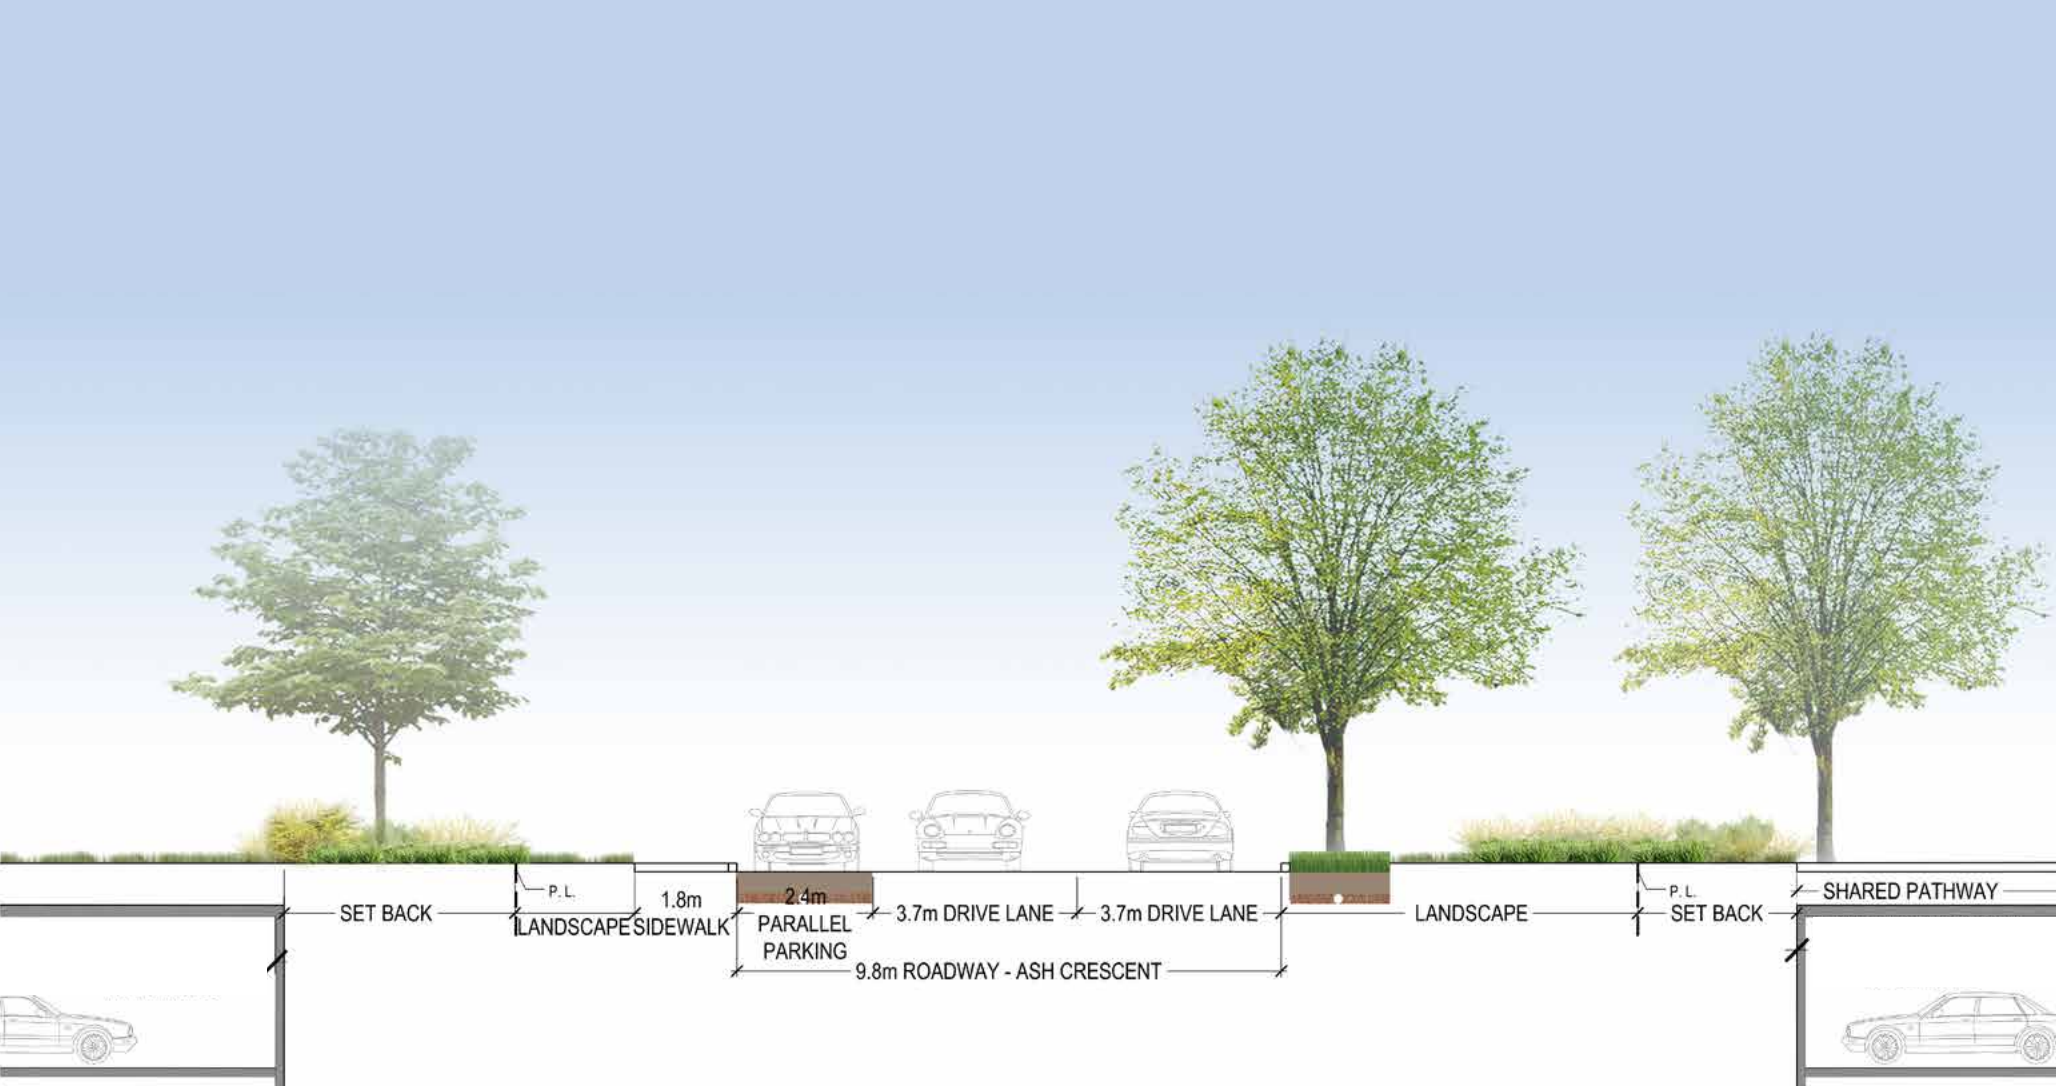 P.L.
SET BACK
LANDSCAPE
1.8m
SIDEWALK
2.4m
PARALLEL
PARKING
3.7m DRIVE LANE
3.7m DRIVE LANE
LANDSCAPE
P.L.
SET BACK
SHARED PATHWAY
9.8m ROADWAY - ASH CRESCENT